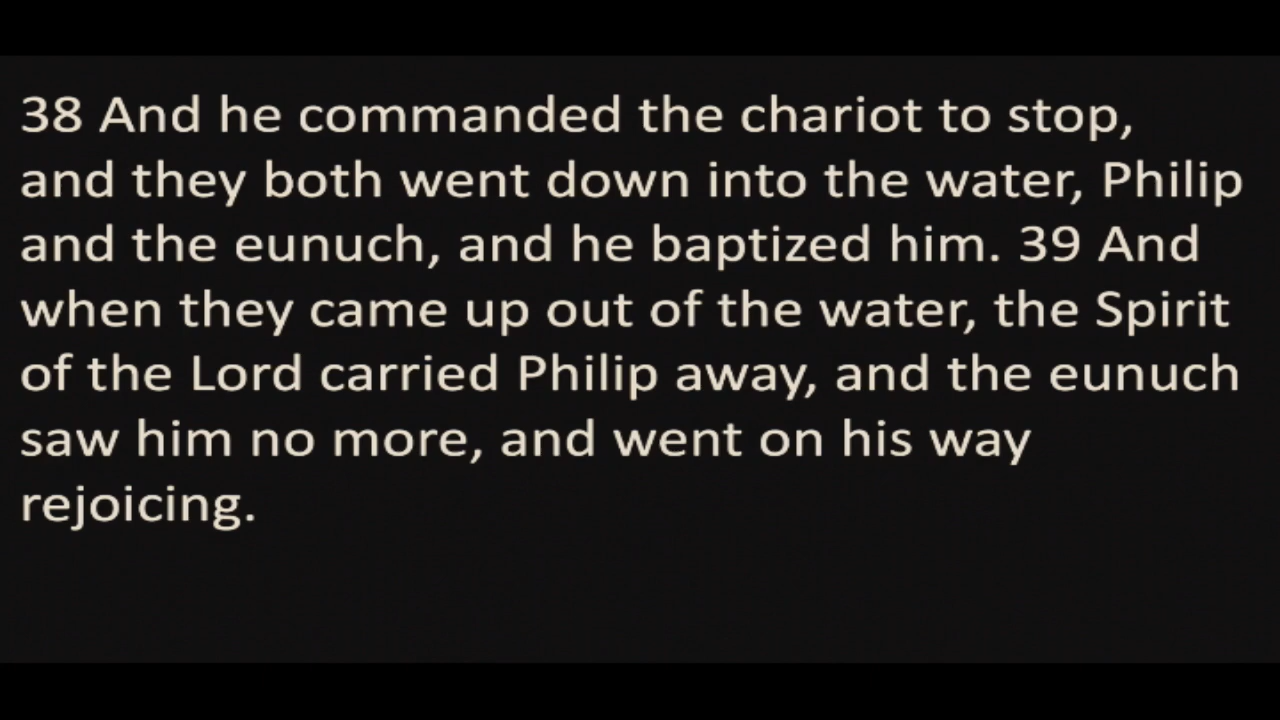 38 And he commanded the chariot to stop,
and they both went down into the water, Philip
and the eunuch, and he baptized him. 39 And
when they came up out of the water, the Spirit
of the Lord carried Philip away, and the eunuch
saw him no more, and went on his way
rejoicing.